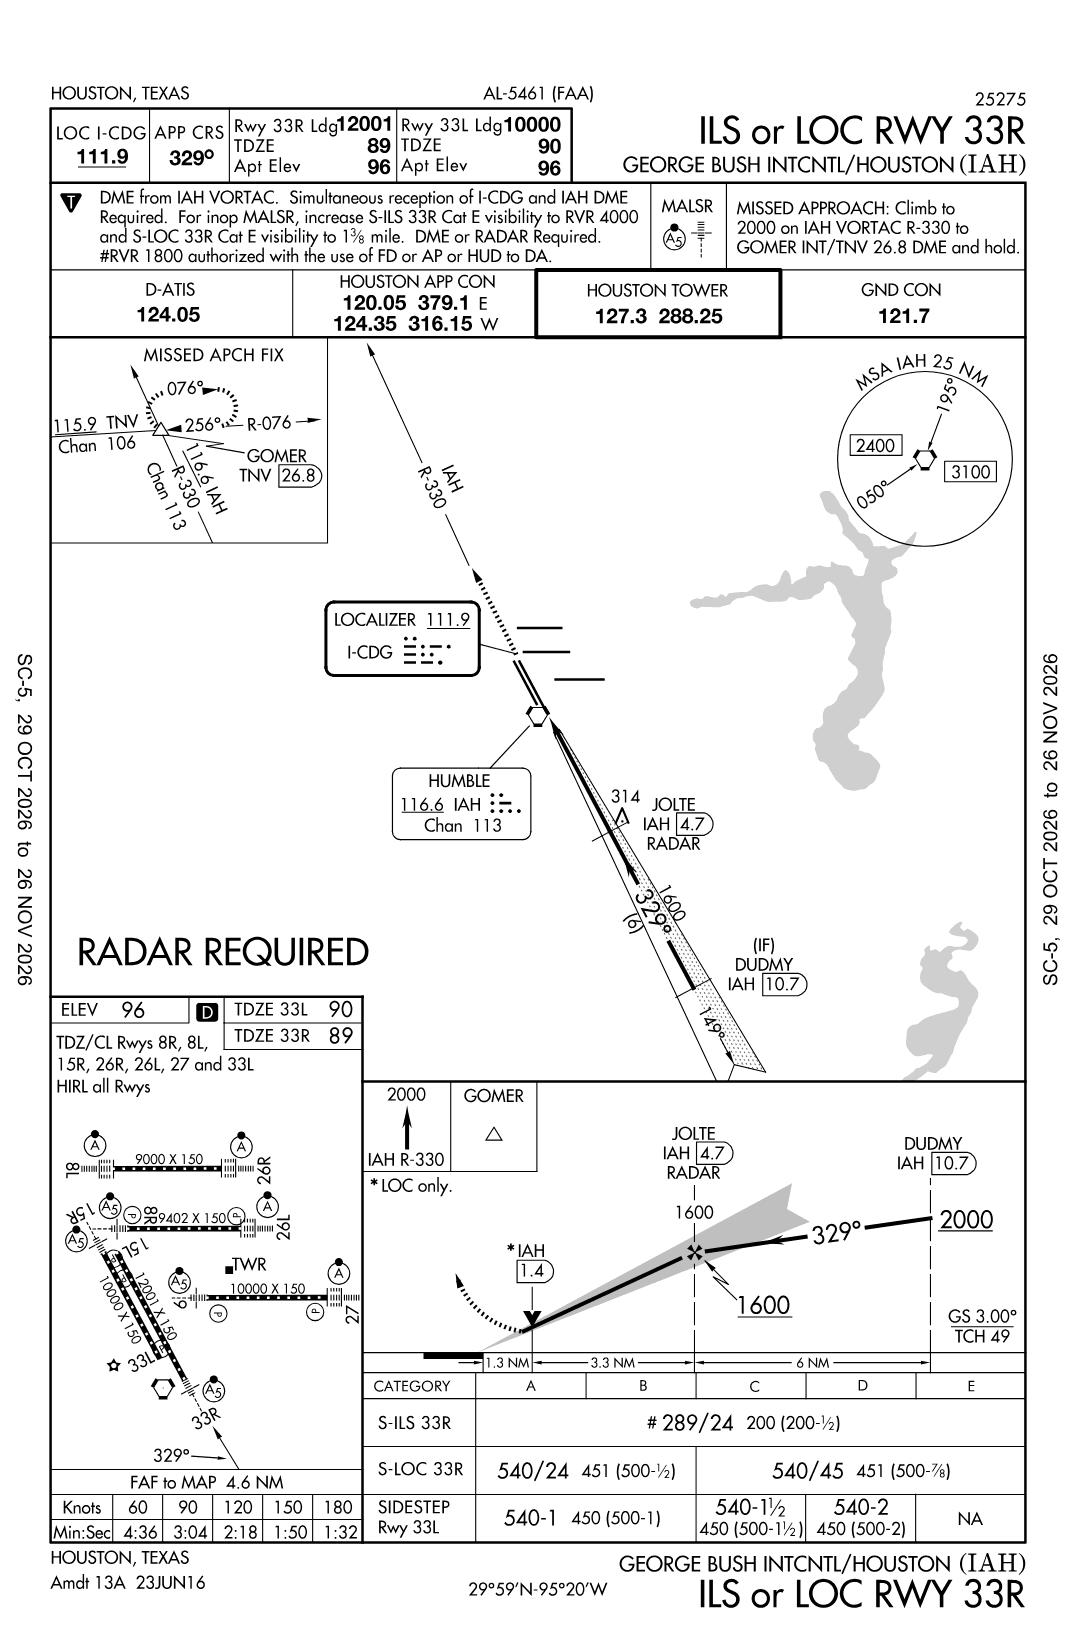 HOUSTON, TEXAS
AL-5461 (FAA)
25275
ILS or LOC RWY 33R
GEORGE BUSH INTCNTL/HOUSTON (IAH)
LOC I-CDG
111.9
APP CRS
329°
Rwy 33R Ldg 12001
TDZE 89
Apt Elev 96
Rwy 33L Ldg 10000
TDZE 90
Apt Elev 96
T
DME from IAH VORTAC. Simultaneous reception of I-CDG and IAH DME
Required. For inop MALSR, increase S-ILS 33R Cat E visibility to RVR 4000
and S-LOC 33R Cat E visibility to 1⅜ mile. DME or RADAR Required.
#RVR 1800 authorized with the use of FD or AP or HUD to DA.
MALSR
A5
MISSED APPROACH: Climb to
2000 on IAH VORTAC R-330 to
GOMER INT/TNV 26.8 DME and hold.
D-ATIS
124.05
HOUSTON APP CON
120.05 379.1 E
124.35 316.15 W
HOUSTON TOWER
127.3 288.25
GND CON
121.7
MISSED APCH FIX
076°
115.9 TNV
Chan 106
256°
R-076
GOMER
TNV 26.8
116.6 IAH
R-330
Chan 113
IAH
R-330
MSA IAH 25 NM
195°
2400
3100
050°
LOCALIZER 111.9
I-CDG
HUMBLE
116.6 IAH
Chan 113
314
JOLTE
IAH 4.7
RADAR
1600
329°
(6)
(IF)
DUDMY
IAH 10.7
149°
RADAR REQUIRED
SC-5, 29 OCT 2026 to 26 NOV 2026
SC-5, 29 OCT 2026 to 26 NOV 2026
ELEV 96
D
TDZE 33L 90
TDZE 33R 89
TDZ/CL Rwys 8R, 8L,
15R, 26R, 26L, 27 and 33L
HIRL all Rwys
A
A
8L
9000 X 150
26R
15R
A5
8R
9402 X 150
P
A
26L
A5
15L
P
P
TWR
10000 X 150
12001 X 150
A5
9
10000 X 150
A
27
P
P
33L
P
A5
33R
329°
FAF to MAP 4.6 NM
Knots 60 90 120 150 180
Min:Sec 4:36 3:04 2:18 1:50 1:32
2000
IAH R-330
GOMER
*LOC only.
JOLTE
IAH 4.7
RADAR
DUDMY
IAH 10.7
1600
329°
2000
*IAH
1.4
1600
GS 3.00°
TCH 49
1.3 NM
3.3 NM
6 NM
CATEGORY A B C D E
S-ILS 33R # 289/24 200 (200-½)
S-LOC 33R 540/24 451 (500-½) 540/45 451 (500-⅞)
SIDESTEP
Rwy 33L
540-1 450 (500-1)
540-1½
450 (500-1½)
540-2
450 (500-2)
NA
HOUSTON, TEXAS
Amdt 13A 23JUN16
29°59'N-95°20'W
GEORGE BUSH INTCNTL/HOUSTON (IAH)
ILS or LOC RWY 33R